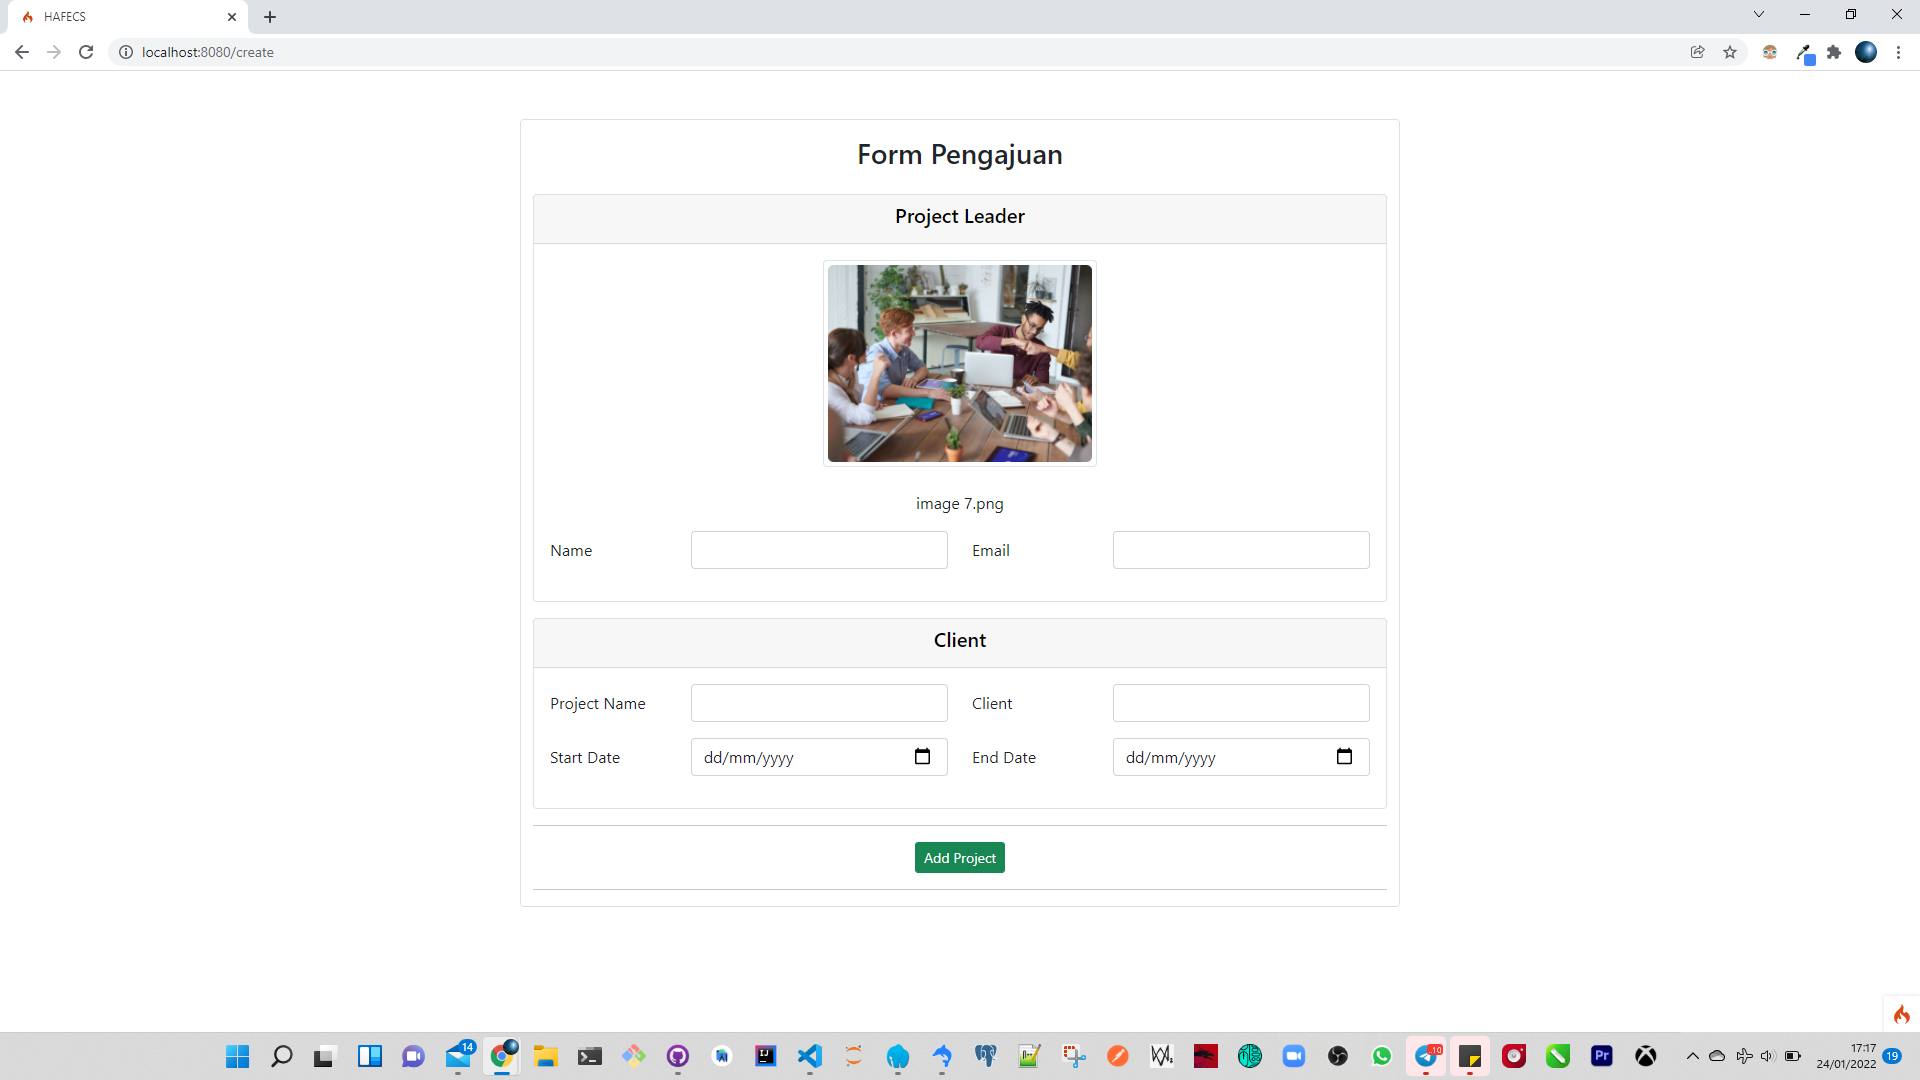 HAFECS
localhost:8080/create
Form Pengajuan
Project Leader
image 7.png
Name
Email
Client
Project Name
Client
Start Date
dd/mm/yyyy
End Date
dd/mm/yyyy
Add Project
14
10
Pr
17:17
24/01/2022
19